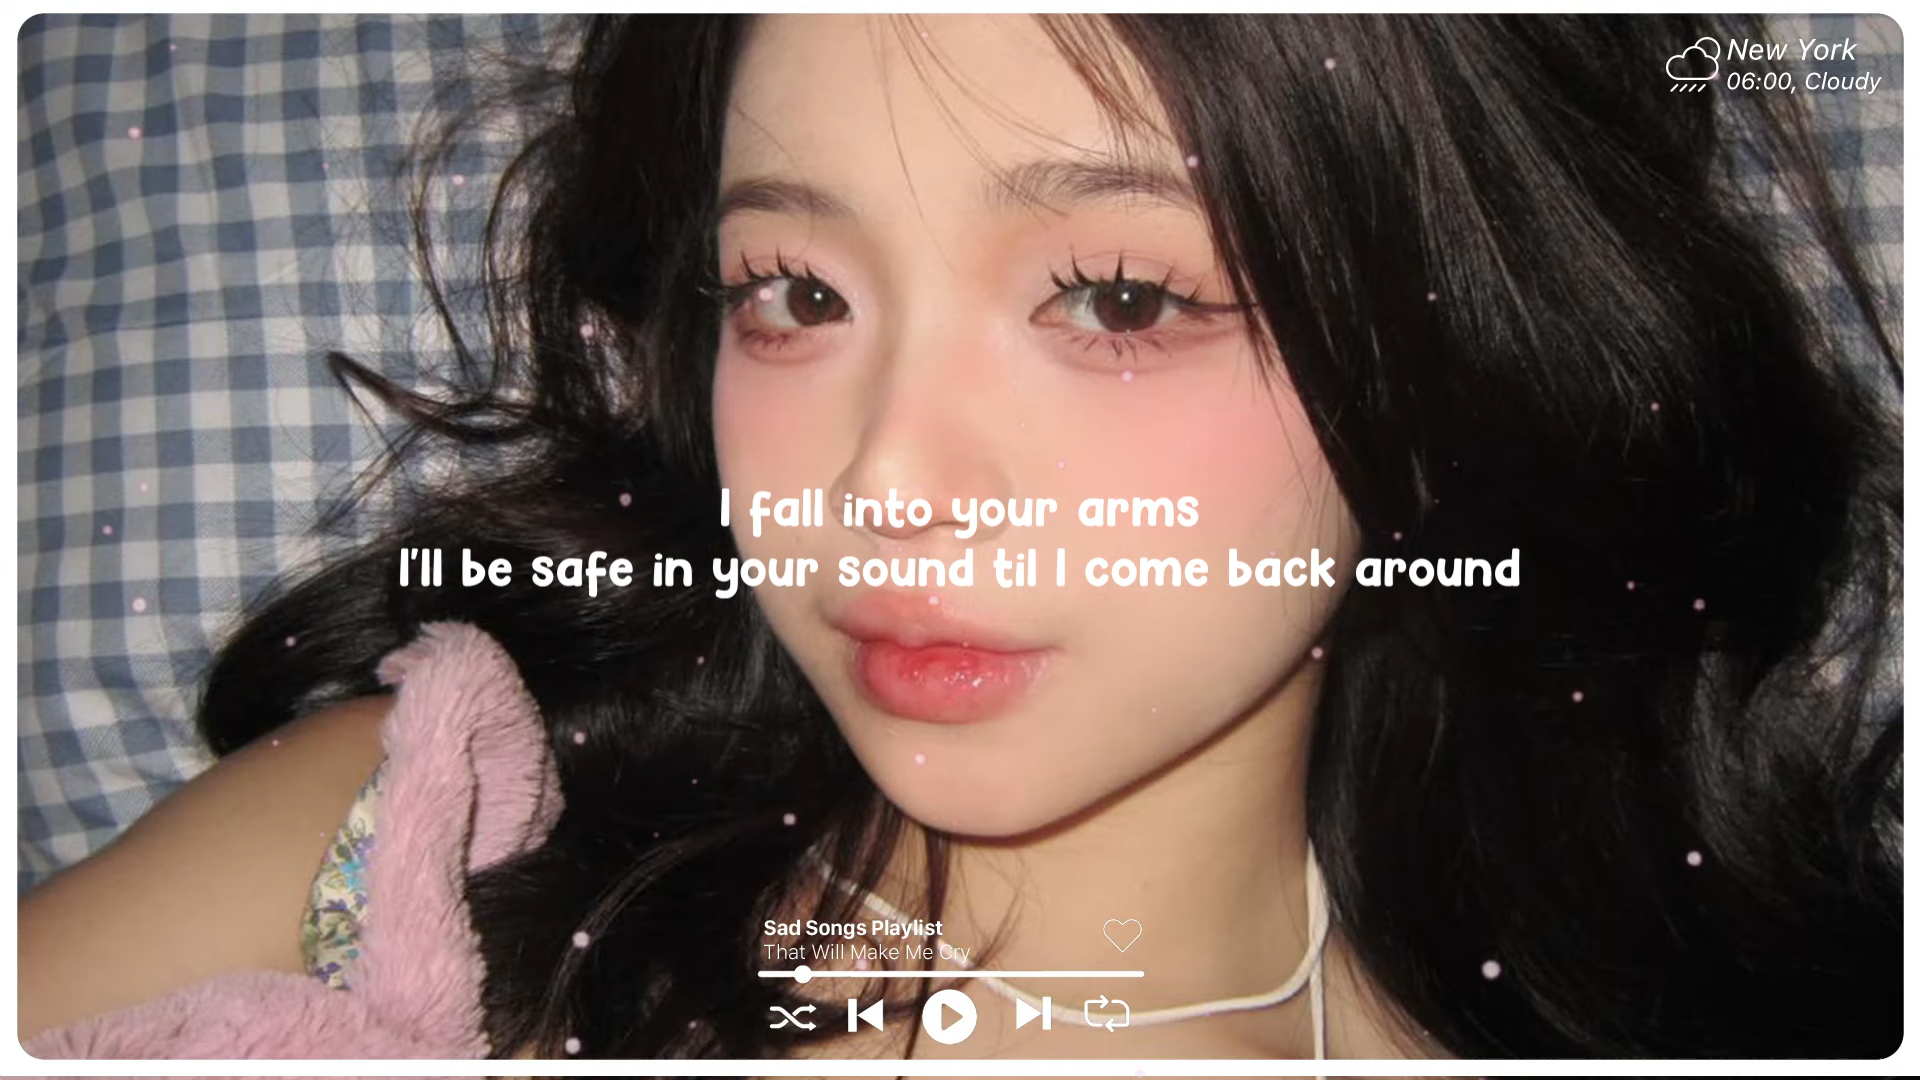 New York
06:00, Cloudy
I fall into your arms
I'll be safe in your sound til I come back around
Sad Songs Playlist
That Will Make Me Cry